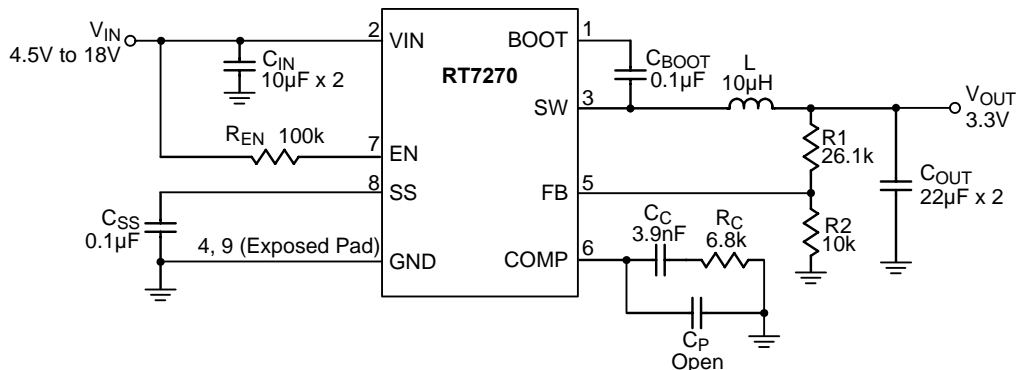 VIN
4.5V to 18V
CIN
10µF x 2
REN 100k
CSS
0.1µF
4, 9 (Exposed Pad)
2
7
8
VIN
EN
SS
GND
RT7270
BOOT
SW
FB
COMP
1
3
5
6
CBOOT
0.1µF
L
10µH
VOUT
3.3V
R1
26.1k
COUT
22µF x 2
R2
10k
CC
3.9nF
RC
6.8k
CP
Open